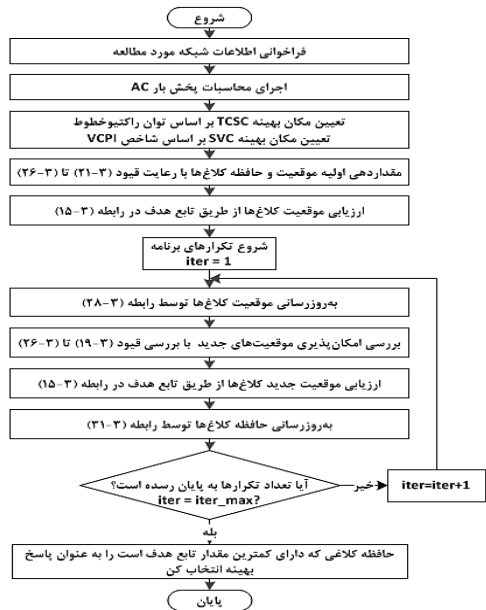 شروع
فراخوانی اطلاعات شبکه مورد مطالعه
اجرای محاسبات پخش بار AC
تعیین مکان بهینه TCSC بر اساس توان راکتیوخطوط
تعیین مکان بهینه SVC بر اساس شاخص VCPI
مقداردهی اولیه موقعیت و حافظه کلاغ‌ها با رعایت قیود (۳-۲۱) تا (۳-۲۶)
ارزیابی موقعیت کلاغ‌ها از طریق تابع هدف در رابطه (۳-۱۵)
شروع تکرارهای برنامه
iter = 1
به‌روزرسانی موقعیت کلاغ‌ها توسط رابطه (۳-۲۸)
بررسی امکان‌پذیری موقعیت‌های جدید با بررسی قیود (۳-۱۹) تا (۳-۲۶)
ارزیابی موقعیت جدید کلاغ‌ها از طریق تابع هدف در رابطه (۳-۱۵)
به‌روزرسانی حافظه کلاغ‌ها توسط رابطه (۳-۳۱)
آیا تعداد تکرارها به پایان رسده است؟
iter = iter_max?
خیر
iter=iter+1
بله
حافظه کلاغی که دارای کمترین مقدار تابع هدف است را به عنوان پاسخ
بهینه انتخاب کن
پایان